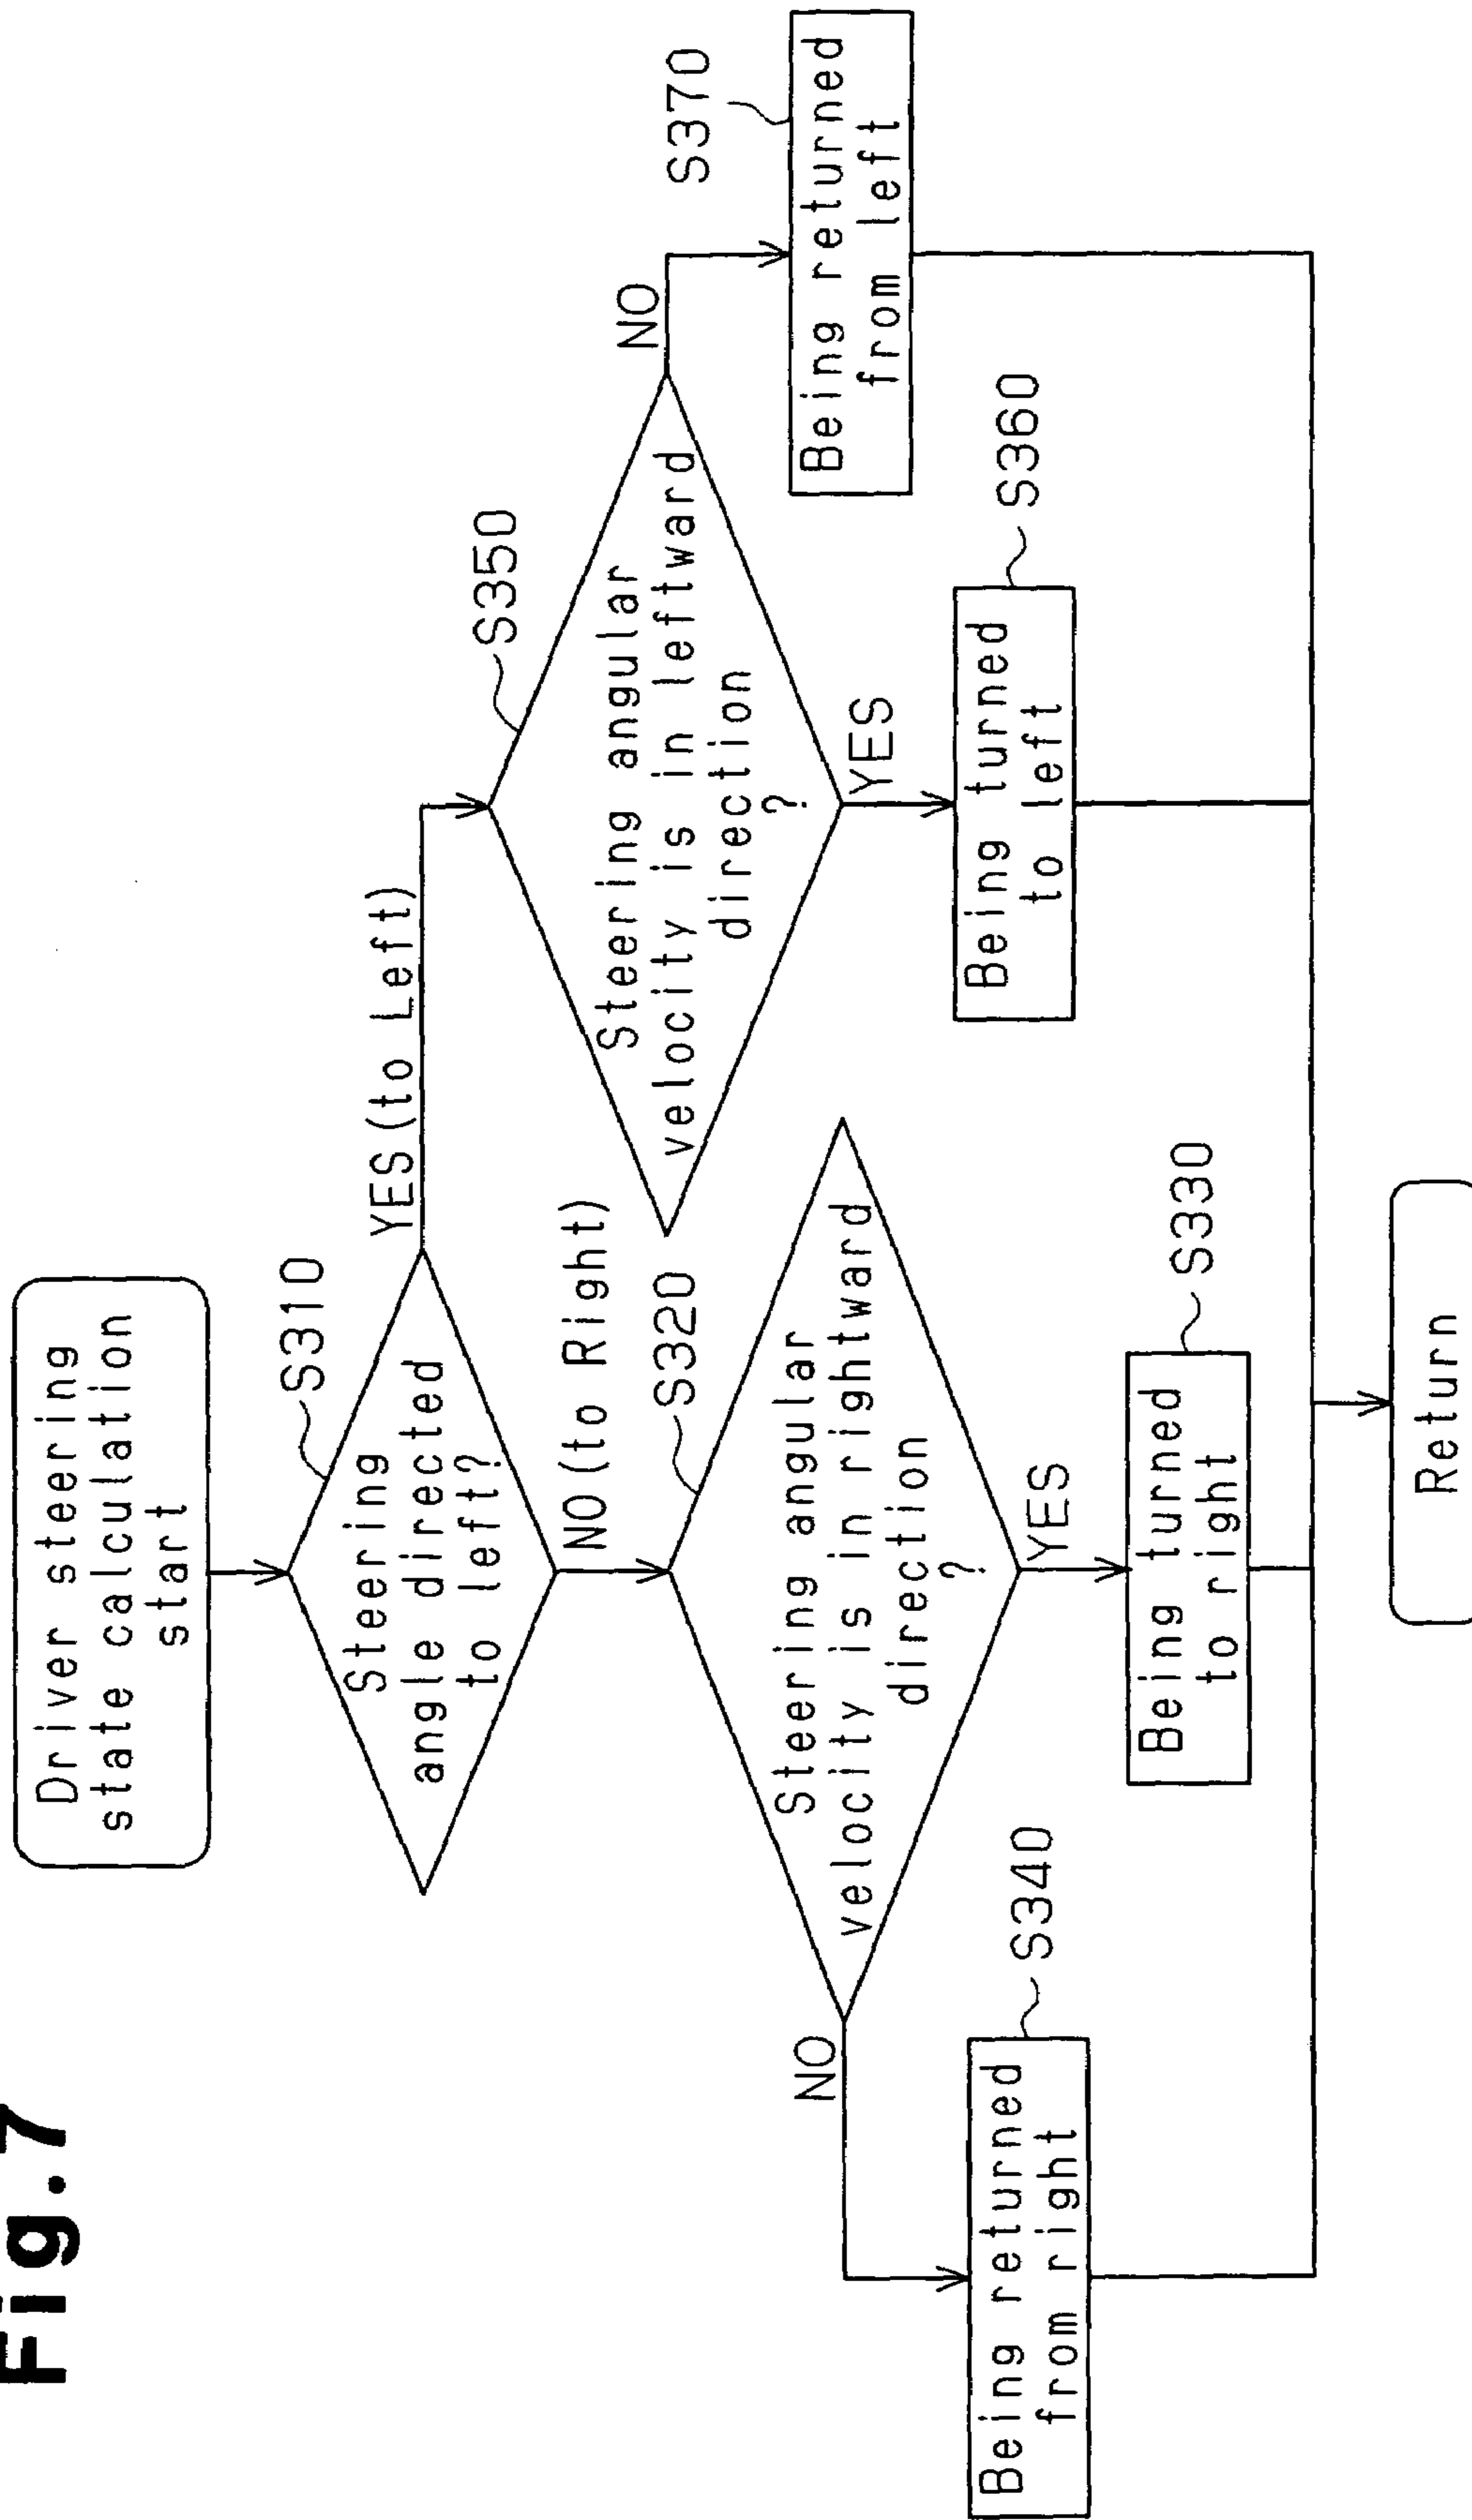 Fig.7
Driver steering
state calculation
start
S310
Steering
angle directed
to left?
YES(to Left)
NO(to Right)
S320
Steering angular
velocity is in rightward
direction
?
NO
YES
S340
Being returned
from right
S330
Being turned
to right
S350
Steering angular
velocity is in leftward
direction
?
NO
YES
S360
Being turned
to left
S370
Being returned
from left
Return